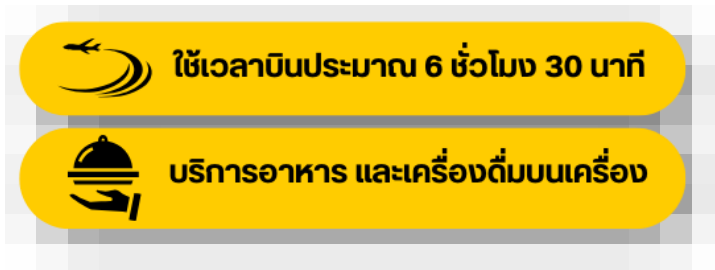 ใช้เวลาบินประมาณ 6 ชั่วโมง 30 นาที
บริการอาหาร และเครื่องดื่มบนเครื่อง